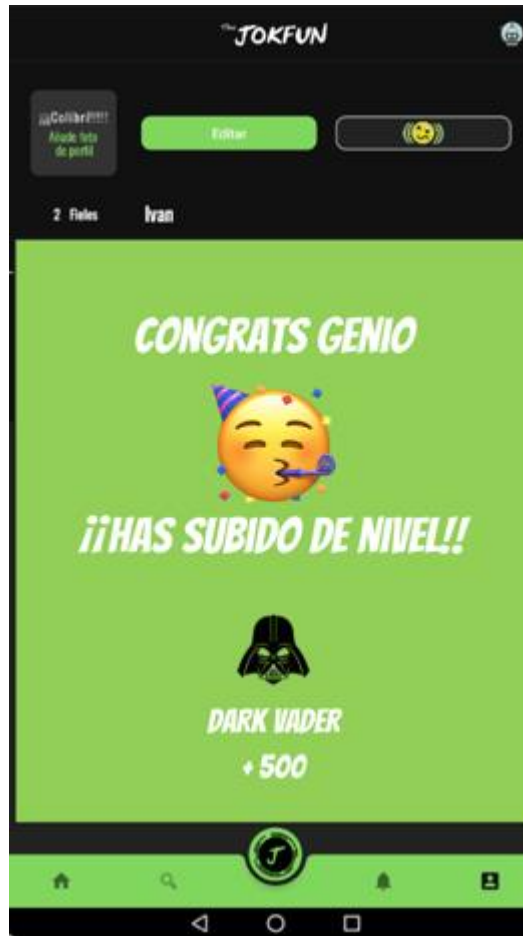 The JOKFUN
¡¡¡Colibrí!!!!!
Añade foto
de perfil
Editar
2 Fieles
Ivan
CONGRATS GENIO
¡¡HAS SUBIDO DE NIVEL!!
DARK VADER
+ 500
J